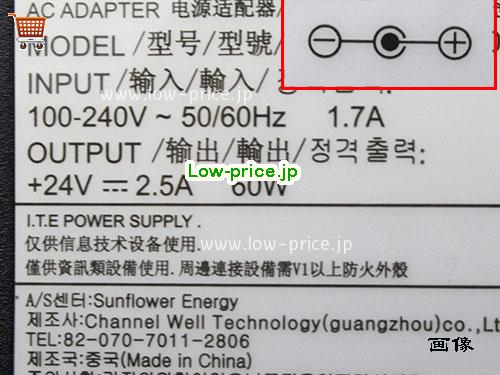 AC ADAPTER 电源适配器/
MODEL /型号/型號/
INPUT /输入/輸入/
www.low-price.jp
100-240V ~ 50/60Hz 1.7A
OUTPUT /输出/輸出/정격출력:
Low-price.jp
+24V 2.5A 60W
I.T.E POWER SUPPLY .
仅供信息技术设备使用.
www.low-price.jp
僅供資訊類設備使用. 周邊連接設備需V1以上防火外殼
A/S센터:Sunflower Energy
제조사:Channel Well Technology(guangzhou)co.,Lt
TEL:82-070-7011-2806
제조국:중국(Made in China)
画像